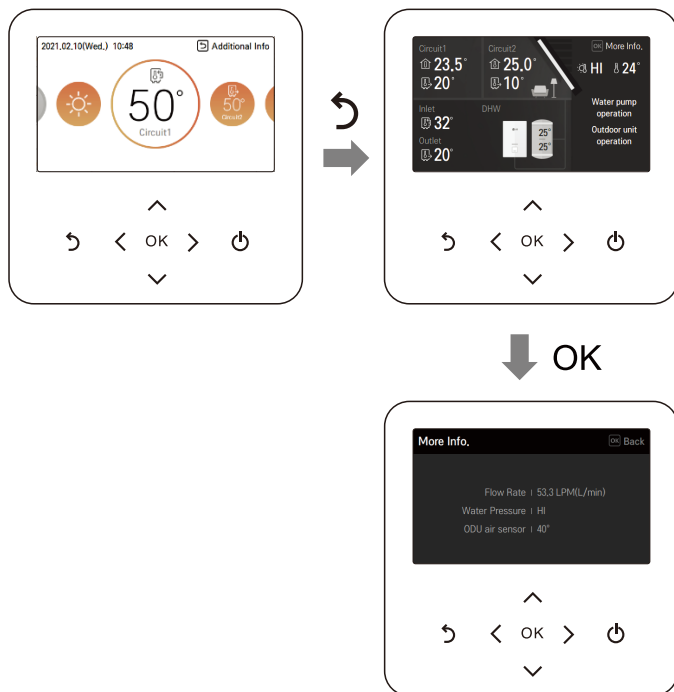 2021.02.10(Wed.) 10:48 Additional Info
50°
Circuit1
50°
Circuit2
OK
Circuit1
23.5°
20°
Circuit2
25.0°
10°
OK More Info.
HI 24°
Inlet
32°
Outlet
20°
DHW
25°
25°
Water pump
operation
Outdoor unit
operation
OK
OK
More Info. OK Back
Flow Rate | 53.3 LPM(L/min)
Water Pressure | HI
ODU air sensor | 40°
OK